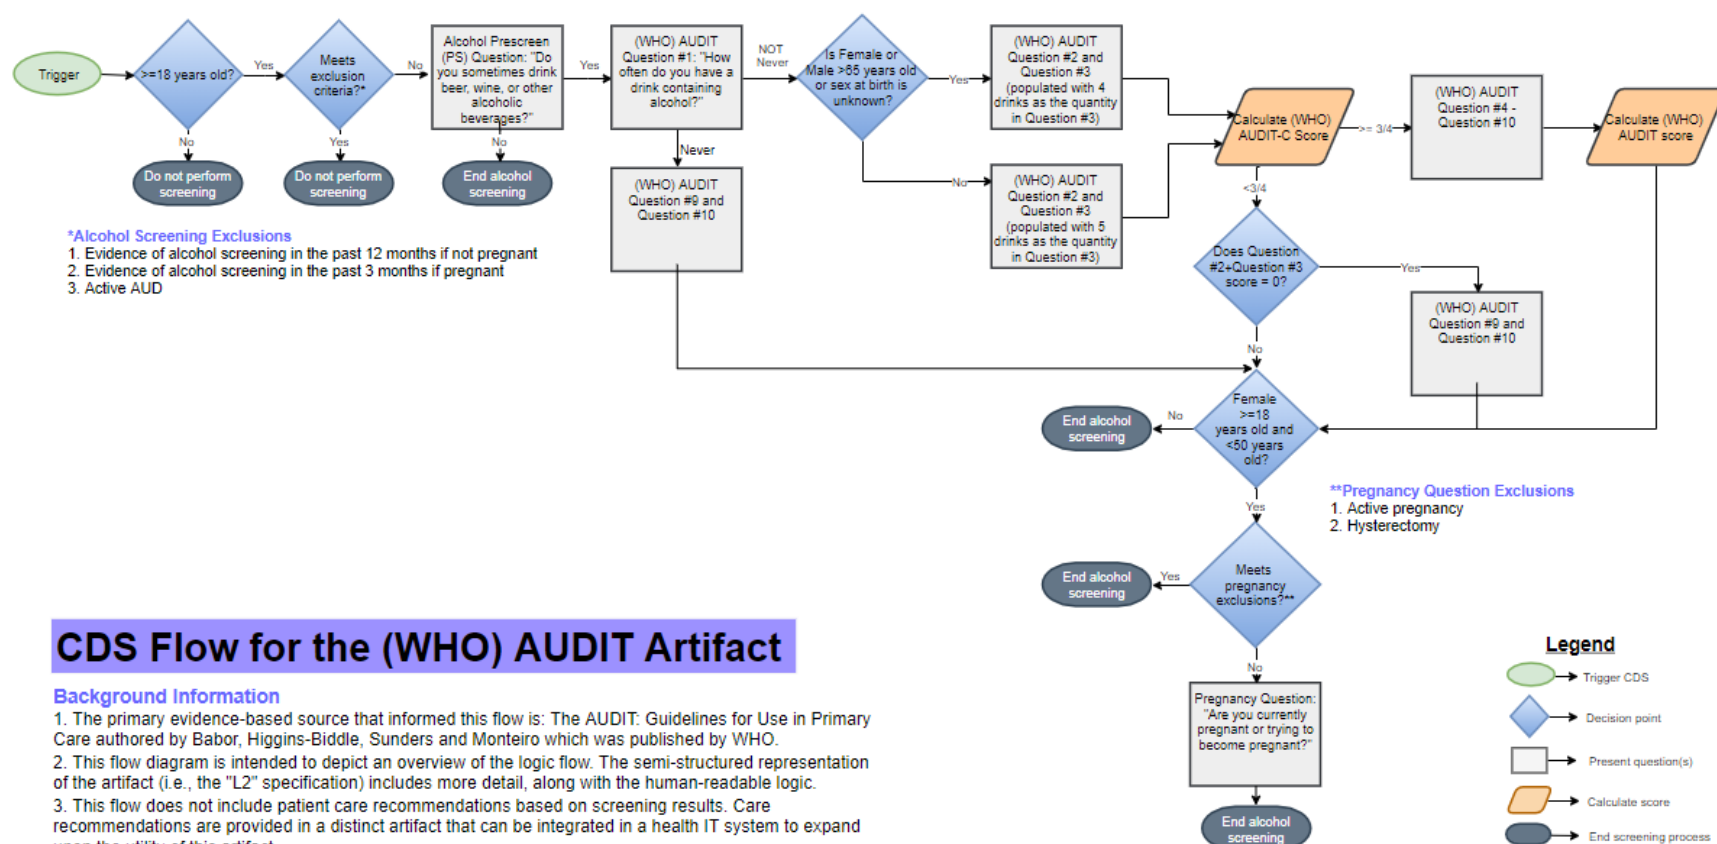 Trigger
>=18 years old?
Yes
No
Do not perform
screening
Meets
exclusion
criteria?*
No
Yes
Do not perform
screening
Alcohol Prescreen
(PS) Question: "Do
you sometimes drink
beer, wine, or other
alcoholic
beverages?"
Yes
No
End alcohol
screening
(WHO) AUDIT
Question #1: "How
often do you have a
drink containing
alcohol?"
NOT
Never
Never
(WHO) AUDIT
Question #9 and
Question #10
Is Female or
Male >65 years old
or sex at birth is
unknown?
Yes
No
(WHO) AUDIT
Question #2 and
Question #3
(populated with 4
drinks as the quantity
in Question #3)
(WHO) AUDIT
Question #2 and
Question #3
(populated with 5
drinks as the quantity
in Question #3)
Calculate (WHO)
AUDIT-C Score
>= 3/4
<3/4
(WHO) AUDIT
Question #4 -
Question #10
Calculate (WHO)
AUDIT score
Does Question
#2+Question #3
score = 0?
Yes
No
(WHO) AUDIT
Question #9 and
Question #10
Female
>=18
years old and
<50 years
old?
No
End alcohol
screening
Yes
Meets
pregnancy
exclusions?**
Yes
End alcohol
screening
No
Pregnancy Question:
"Are you currently
pregnant or trying to
become pregnant?"
End alcohol
screening
*Alcohol Screening Exclusions
1. Evidence of alcohol screening in the past 12 months if not pregnant
2. Evidence of alcohol screening in the past 3 months if pregnant
3. Active AUD
**Pregnancy Question Exclusions
1. Active pregnancy
2. Hysterectomy
CDS Flow for the (WHO) AUDIT Artifact
Background Information
1. The primary evidence-based source that informed this flow is: The AUDIT: Guidelines for Use in Primary
Care authored by Babor, Higgins-Biddle, Sunders and Monteiro which was published by WHO.
2. This flow diagram is intended to depict an overview of the logic flow. The semi-structured representation
of the artifact (i.e., the "L2" specification) includes more detail, along with the human-readable logic.
3. This flow does not include patient care recommendations based on screening results. Care
recommendations are provided in a distinct artifact that can be integrated in a health IT system to expand
upon the utility of this artifact.
Legend
Trigger CDS
Decision point
Present question(s)
Calculate score
End screening process